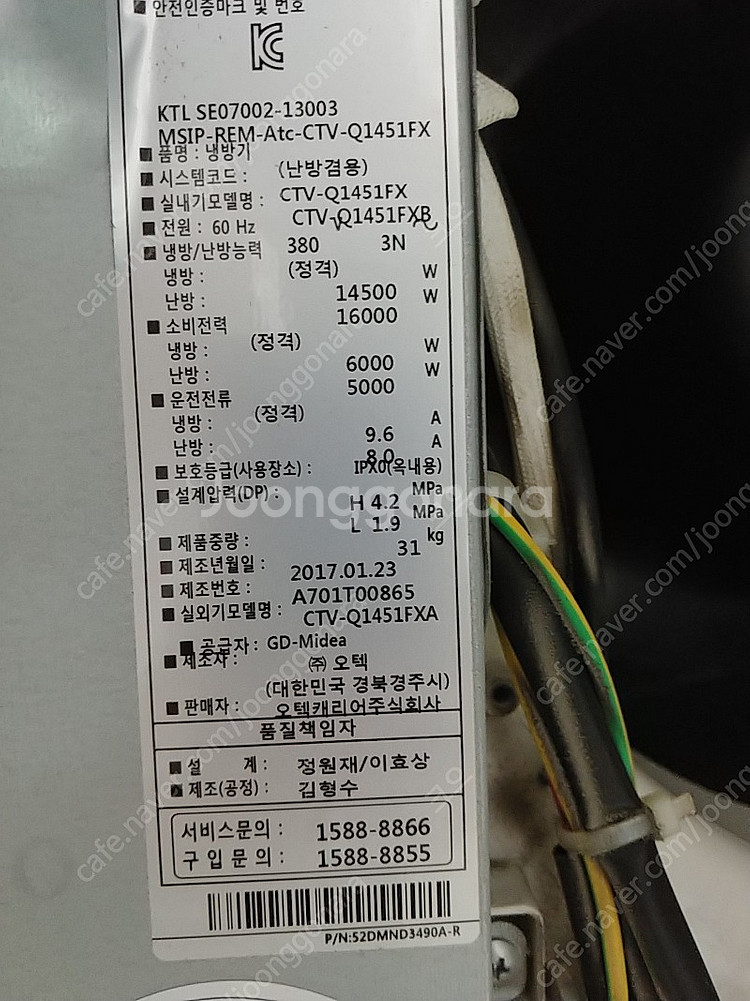 ■ 안전인증마크 및 번호
KTL SE07002-13003
MSIP-REM-Atc-CTV-Q1451FX
■ 품명 : 냉방기
(난방겸용)
■ 시스템코드 :
CTV-Q1451FX
■ 실내기모델명 :
CTV-Q1451FXB
■ 전원 : 60 Hz V
380 3N
■ 냉방/난방능력
(정격)
냉방 : 14500 W
난방 : 16000 W
■ 소비전력
(정격)
냉방 : 6000 W
난방 : 5000 W
■ 운전전류
(정격)
냉방 : 9.6 A
난방 : 8.0 A
■ 보호등급(사용장소) : IPX0(옥내용)
■ 설계압력(DP) : H 4.2 MPa
L 1.9 MPa
■ 제품중량 : 31 kg
■ 제조년월일 : 2017.01.23
■ 제조번호 : A701T00865
■ 실외기모델명 : CTV-Q1451FXA
■ 공급자 : GD-Midea
■ 제조자 : ㈜ 오텍
(대한민국 경북경주시)
■ 판매자 : 오텍캐리어주식회사
품질책임자
■ 설 계 : 정원재/이효상
■ 제조(공정) : 김형수
서비스문의 : 1588-8866
구입문의 : 1588-8855
P/N:52DMND3490A-R
Joonggonara
cafe.naver.com/joonggonara